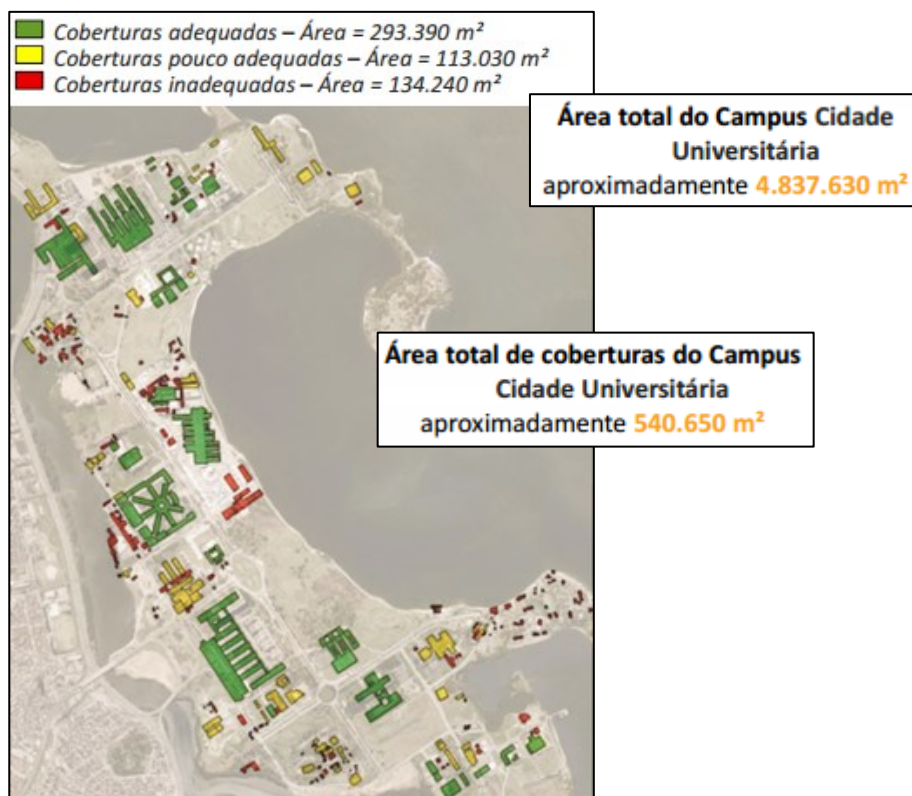 Coberturas adequadas – Área = 293.390 m²
Coberturas pouco adequadas – Área = 113.030 m²
Coberturas inadequadas – Área = 134.240 m²
Área total do Campus Cidade
Universitária
aproximadamente 4.837.630 m²
Área total de coberturas do Campus
Cidade Universitária
aproximadamente 540.650 m²